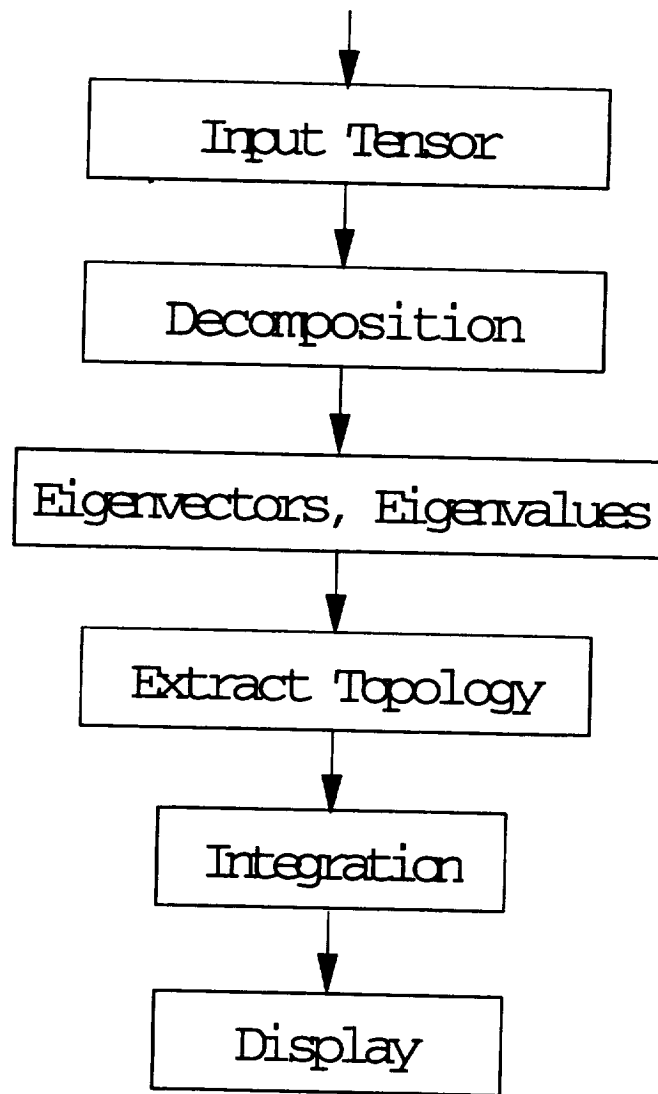 Input Tensor
Decomposition
Eigenvectors, Eigenvalues
Extract Topology
Integration
Display